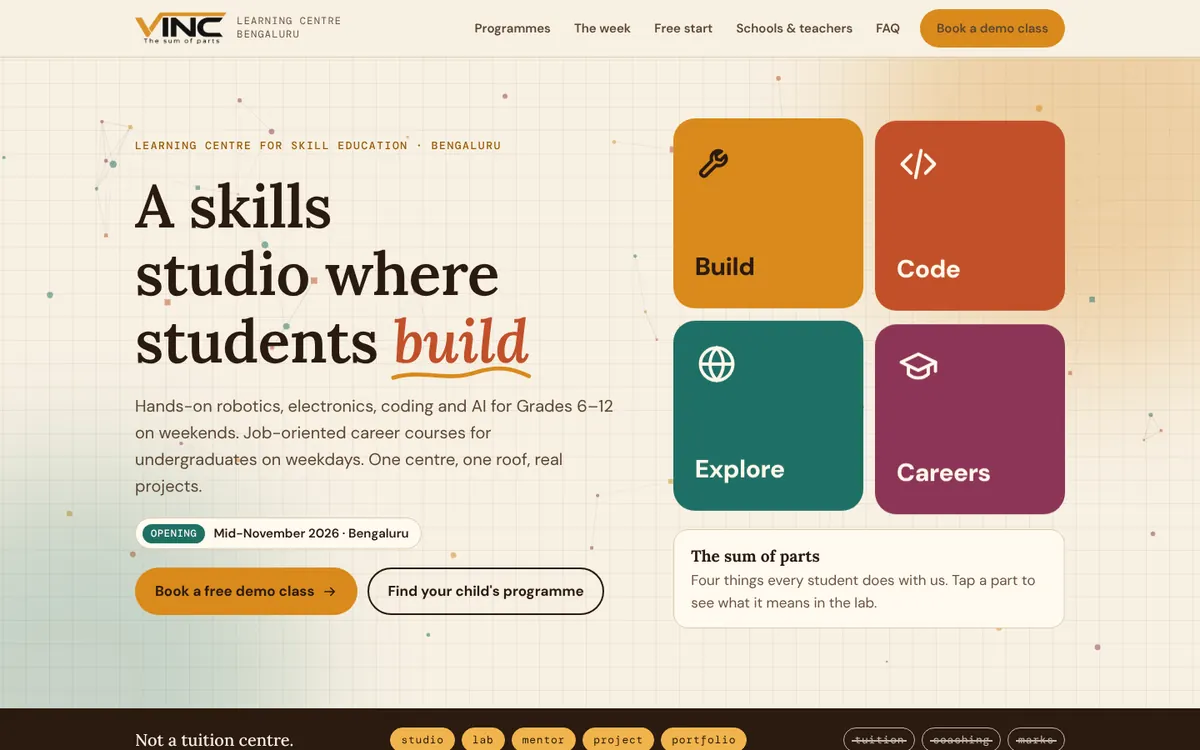 VINC
The sum of parts
LEARNING CENTRE
BENGALURU
Programmes
The week
Free start
Schools & teachers
FAQ
Book a demo class
LEARNING CENTRE FOR SKILL EDUCATION · BENGALURU
A skills
studio where
students build
Hands-on robotics, electronics, coding and AI for Grades 6–12
on weekends. Job-oriented career courses for
undergraduates on weekdays. One centre, one roof, real
projects.
OPENING Mid-November 2026 · Bengaluru
Book a free demo class →
Find your child's programme
Build
Code
Explore
Careers
The sum of parts
Four things every student does with us. Tap a part to
see what it means in the lab.
Not a tuition centre.
studio
lab
mentor
project
portfolio
tuition
coaching
marks